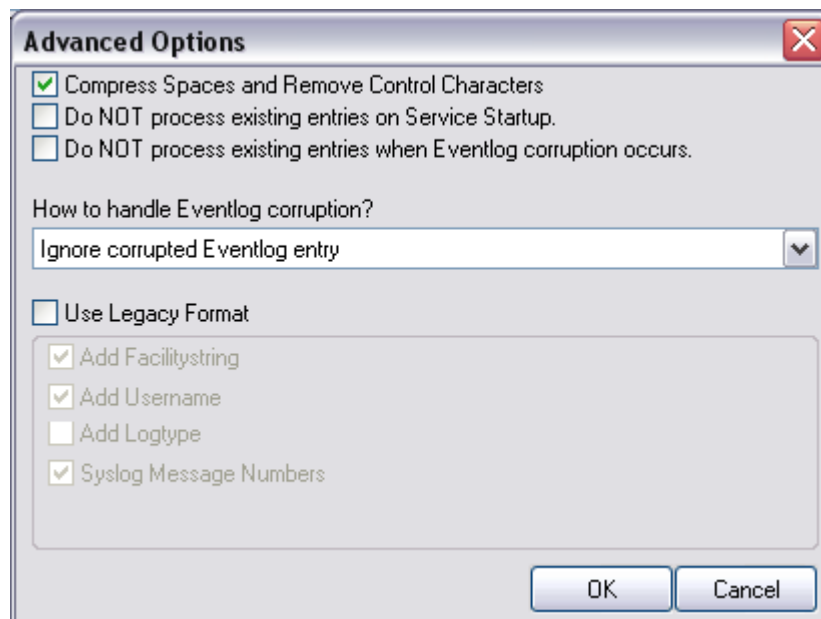 Advanced Options
Compress Spaces and Remove Control Characters
Do NOT process existing entries on Service Startup.
Do NOT process existing entries when Eventlog corruption occurs.
How to handle Eventlog corruption?
Ignore corrupted Eventlog entry
Use Legacy Format
Add Facilitystring
Add Username
Add Logtype
Syslog Message Numbers
OK Cancel